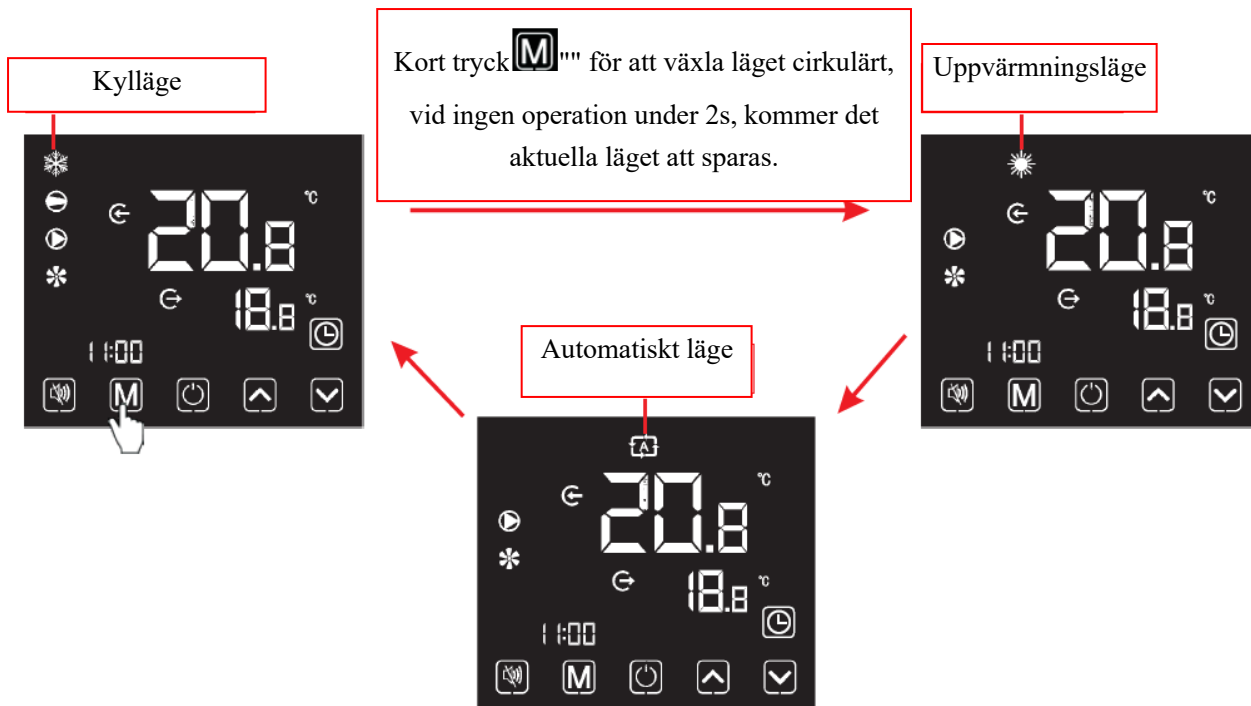 Kylläge
Kort tryck M "" för att växla läget cirkulärt,
vid ingen operation under 2s, kommer det
aktuella läget att sparas.
Uppvärmningsläge
20.8 °C
18.8 °C
11:00
M
20.8 °C
18.8 °C
11:00
M
Automatiskt läge
A
20.8 °C
18.8 °C
11:00
M